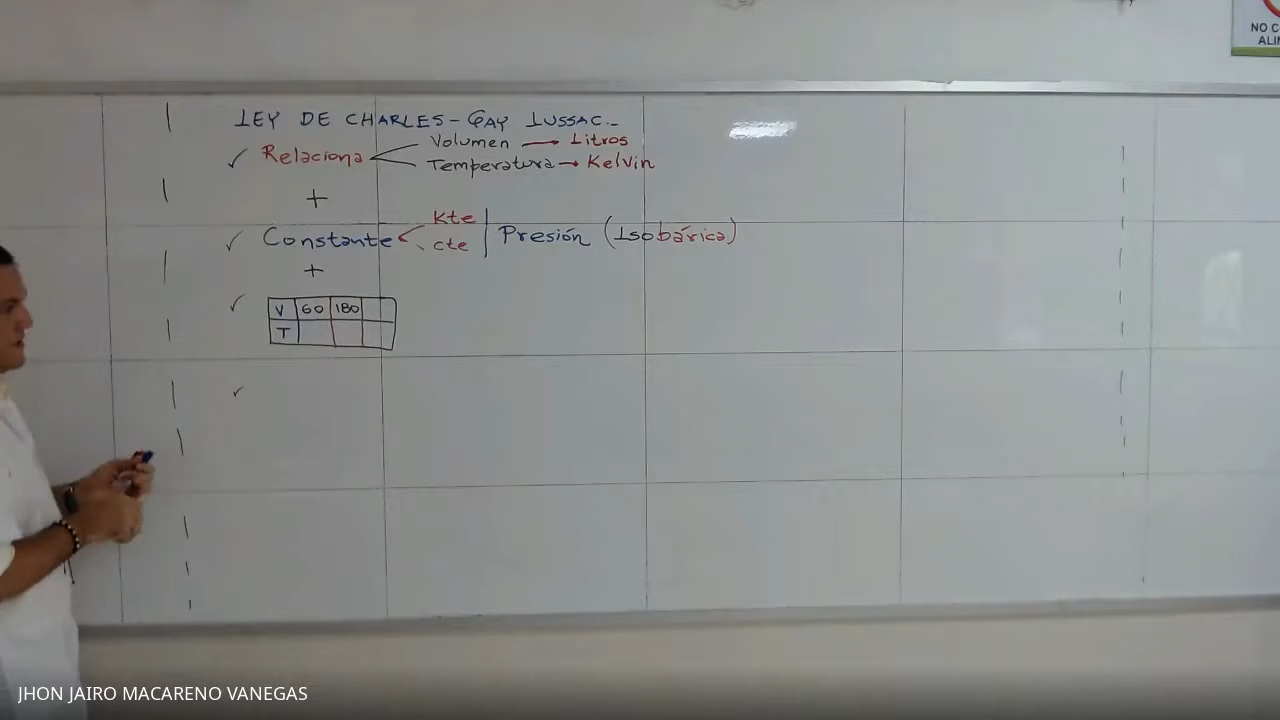 LEY DE CHARLES - GAY LUSSAC.-
✓ Relaciona Volumen → Litros
Temperatura → Kelvin
+
✓ Constante Kte | Presión (Isobárica)
cte
+
✓ V 60 180
T
✓
NO
JHON JAIRO MACARENO VANEGAS